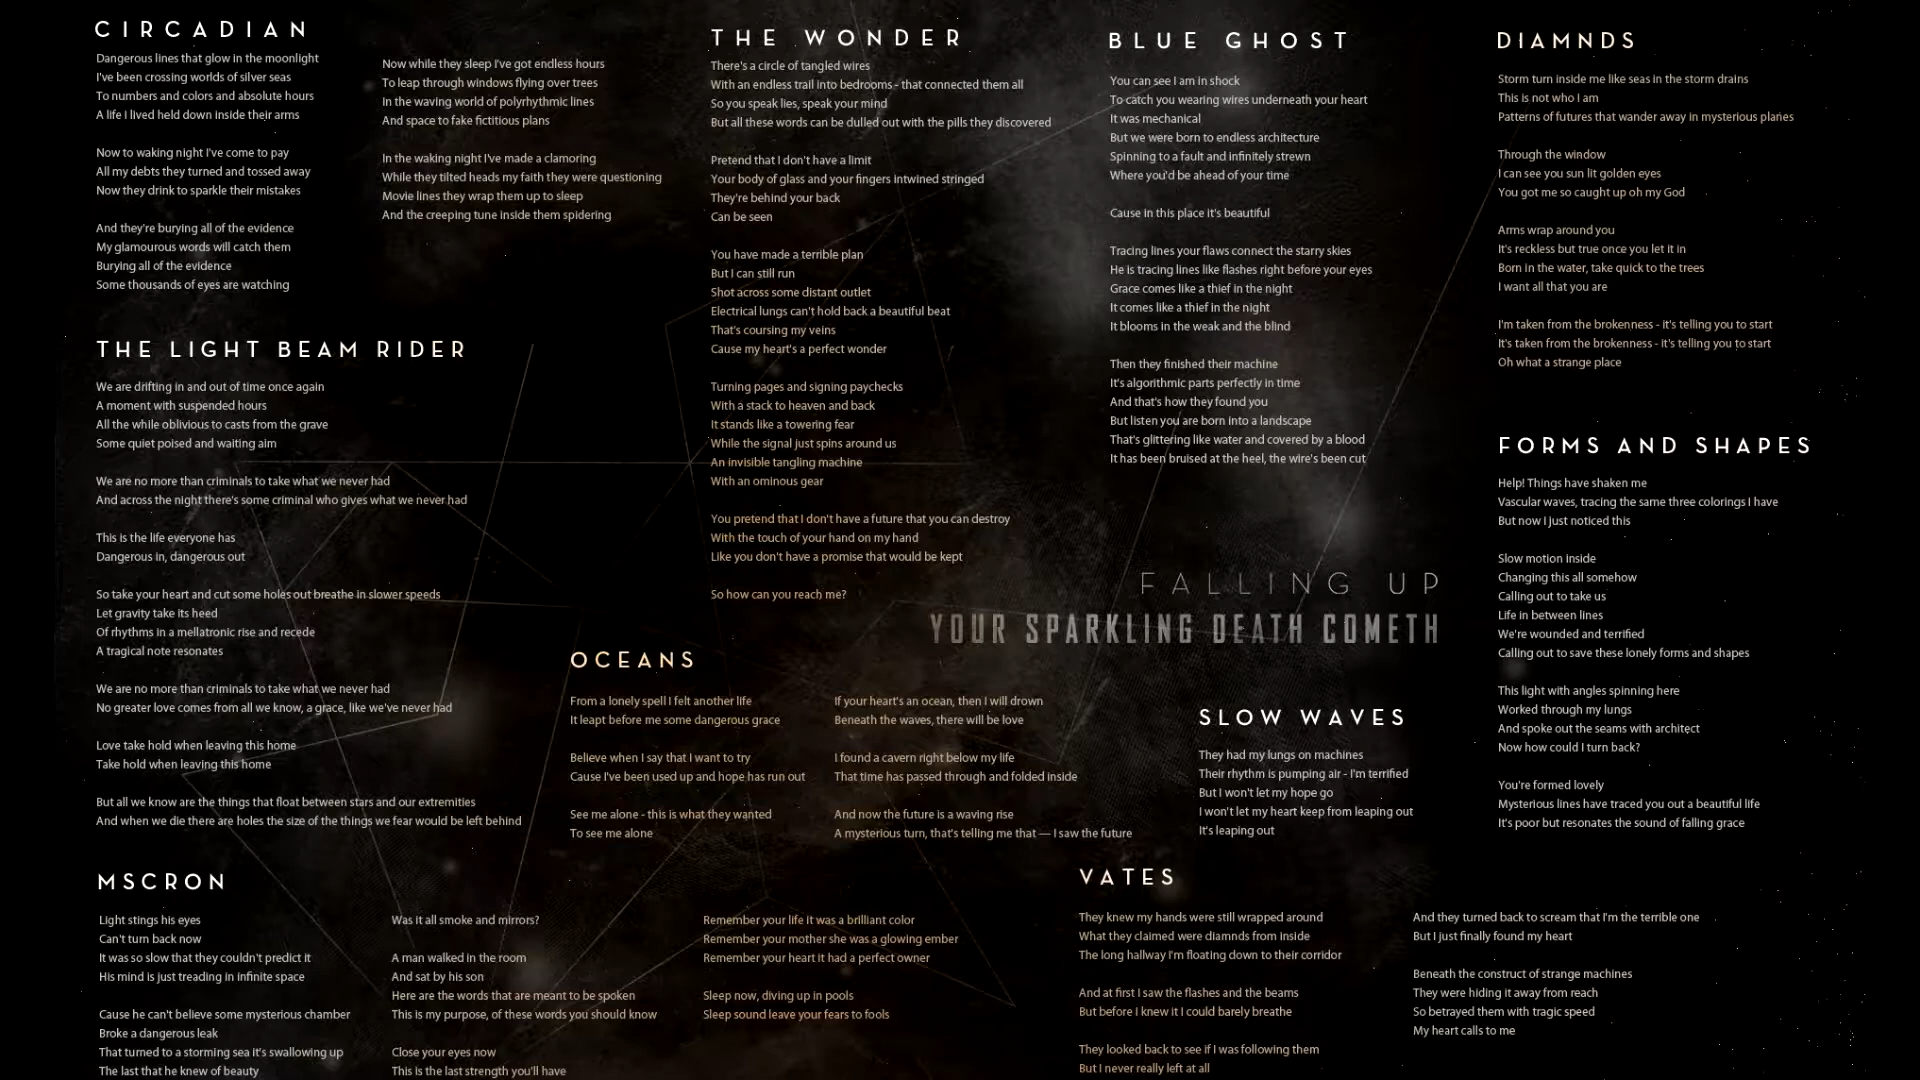 CIRCADIAN
Dangerous lines that glow in the moonlight
I've been crossing worlds of silver seas
To numbers and colors and absolute hours
A life I lived held down inside their arms
Now to waking night I've come to pay
All my debts they turned and tossed away
Now they drink to sparkle their mistakes
And they're burying all of the evidence
My glamourous words will catch them
Burying all of the evidence
Some thousands of eyes are watching
Now while they sleep I've got endless hours
To leap through windows flying over trees
In the waving world of polyrhythmic lines
And space to fake fictitious plans
In the waking night I've made a clamoring
While they tilted heads my faith they were questioning
Movie lines they wrap them up to sleep
And the creeping tune inside them spidering
THE LIGHT BEAM RIDER
We are drifting in and out of time once again
A moment with suspended hours
All the while oblivious to casts from the grave
Some quiet poised and waiting aim
We are no more than criminals to take what we never had
And across the night there's some criminal who gives what we never had
This is the life everyone has
Dangerous in, dangerous out
So take your heart and cut some holes out breathe in slower speeds
Let gravity take its heed
Of rhythms in a mellatronic rise and recede
A tragical note resonates
We are no more than criminals to take what we never had
No greater love comes from all we know, a grace, like we've never had
Love take hold when leaving this home
Take hold when leaving this home
But all we know are the things that float between stars and our extremities
And when we die there are holes the size of the things we fear would be left behind
THE WONDER
There's a circle of tangled wires
With an endless trail into bedrooms - that connected them all
So you speak lies, speak your mind
But all these words can be dulled out with the pills they discovered
Pretend that I don't have a limit
Your body of glass and your fingers intwined stringed
They're behind your back
Can be seen
You have made a terrible plan
But I can still run
Shot across some distant outlet
Electrical lungs can't hold back a beautiful beat
That's coursing my veins
Cause my heart's a perfect wonder
Turning pages and signing paychecks
With a stack to heaven and back
It stands like a towering fear
While the signal just spins around us
An invisible tangling machine
With an ominous gear
You pretend that I don't have a future that you can destroy
With the touch of your hand on my hand
Like you don't have a promise that would be kept
So how can you reach me?
BLUE GHOST
You can see I am in shock
To catch you wearing wires underneath your heart
It was mechanical
But we were born to endless architecture
Spinning to a fault and infinitely strewn
Where you'd be ahead of your time
Cause in this place it's beautiful
Tracing lines your flaws connect the starry skies
He is tracing lines like flashes right before your eyes
Grace comes like a thief in the night
It comes like a thief in the night
It blooms in the weak and the blind
Then they finished their machine
It's algorithmic parts perfectly in time
And that's how they found you
But listen you are born into a landscape
That's glittering like water and covered by a blood
It has been bruised at the heel, the wire's been cut
DIAMNDS
Storm turn inside me like seas in the storm drains
This is not who I am
Patterns of futures that wander away in mysterious planes
Through the window
I can see you sun lit golden eyes
You got me so caught up oh my God
Arms wrap around you
It's reckless but true once you let it in
Born in the water, take quick to the trees
I want all that you are
I'm taken from the brokenness - it's telling you to start
It's taken from the brokenness - it's telling you to start
Oh what a strange place
FORMS AND SHAPES
Help! Things have shaken me
Vascular waves, tracing the same three colorings I have
But now I just noticed this
Slow motion inside
Changing this all somehow
Calling out to take us
Life in between lines
We're wounded and terrified
Calling out to save these lonely forms and shapes
This light with angles spinning here
Worked through my lungs
And spoke out the seams with architect
Now how could I turn back?
You're formed lovely
Mysterious lines have traced you out a beautiful life
It's poor but resonates the sound of falling grace
FALLING UP
YOUR SPARKLING DEATH COMETH
OCEANS
From a lonely spell I felt another life
It leapt before me some dangerous grace
Believe when I say that I want to try
Cause I've been used up and hope has run out
See me alone - this is what they wanted
To see me alone
If your heart's an ocean, then I will drown
Beneath the waves, there will be love
I found a cavern right below my life
That time has passed through and folded inside
And now the future is a waving rise
A mysterious turn, that's telling me that — I saw the future
SLOW WAVES
They had my lungs on machines
Their rhythm is pumping air - I'm terrified
But I won't let my hope go
I won't let my heart keep from leaping out
It's leaping out
MSCRON
Light stings his eyes
Can't turn back now
It was so slow that they couldn't predict it
His mind is just treading in infinite space
Cause he can't believe some mysterious chamber
Broke a dangerous leak
That turned to a storming sea it's swallowing up
The last that he knew of beauty
Was it all smoke and mirrors?
A man walked in the room
And sat by his son
Here are the words that are meant to be spoken
This is my purpose, of these words you should know
Close your eyes now
This is the last strength you'll have
Remember your life it was a brilliant color
Remember your mother she was a glowing ember
Remember your heart it had a perfect owner
Sleep now, diving up in pools
Sleep sound leave your fears to fools
VATES
They knew my hands were still wrapped around
What they claimed were diamnds from inside
The long hallway I'm floating down to their corridor
And at first I saw the flashes and the beams
But before I knew it I could barely breathe
They looked back to see if I was following them
But I never really left at all
And they turned back to scream that I'm the terrible one
But I just finally found my heart
Beneath the construct of strange machines
They were hiding it away from reach
So betrayed them with tragic speed
My heart calls to me